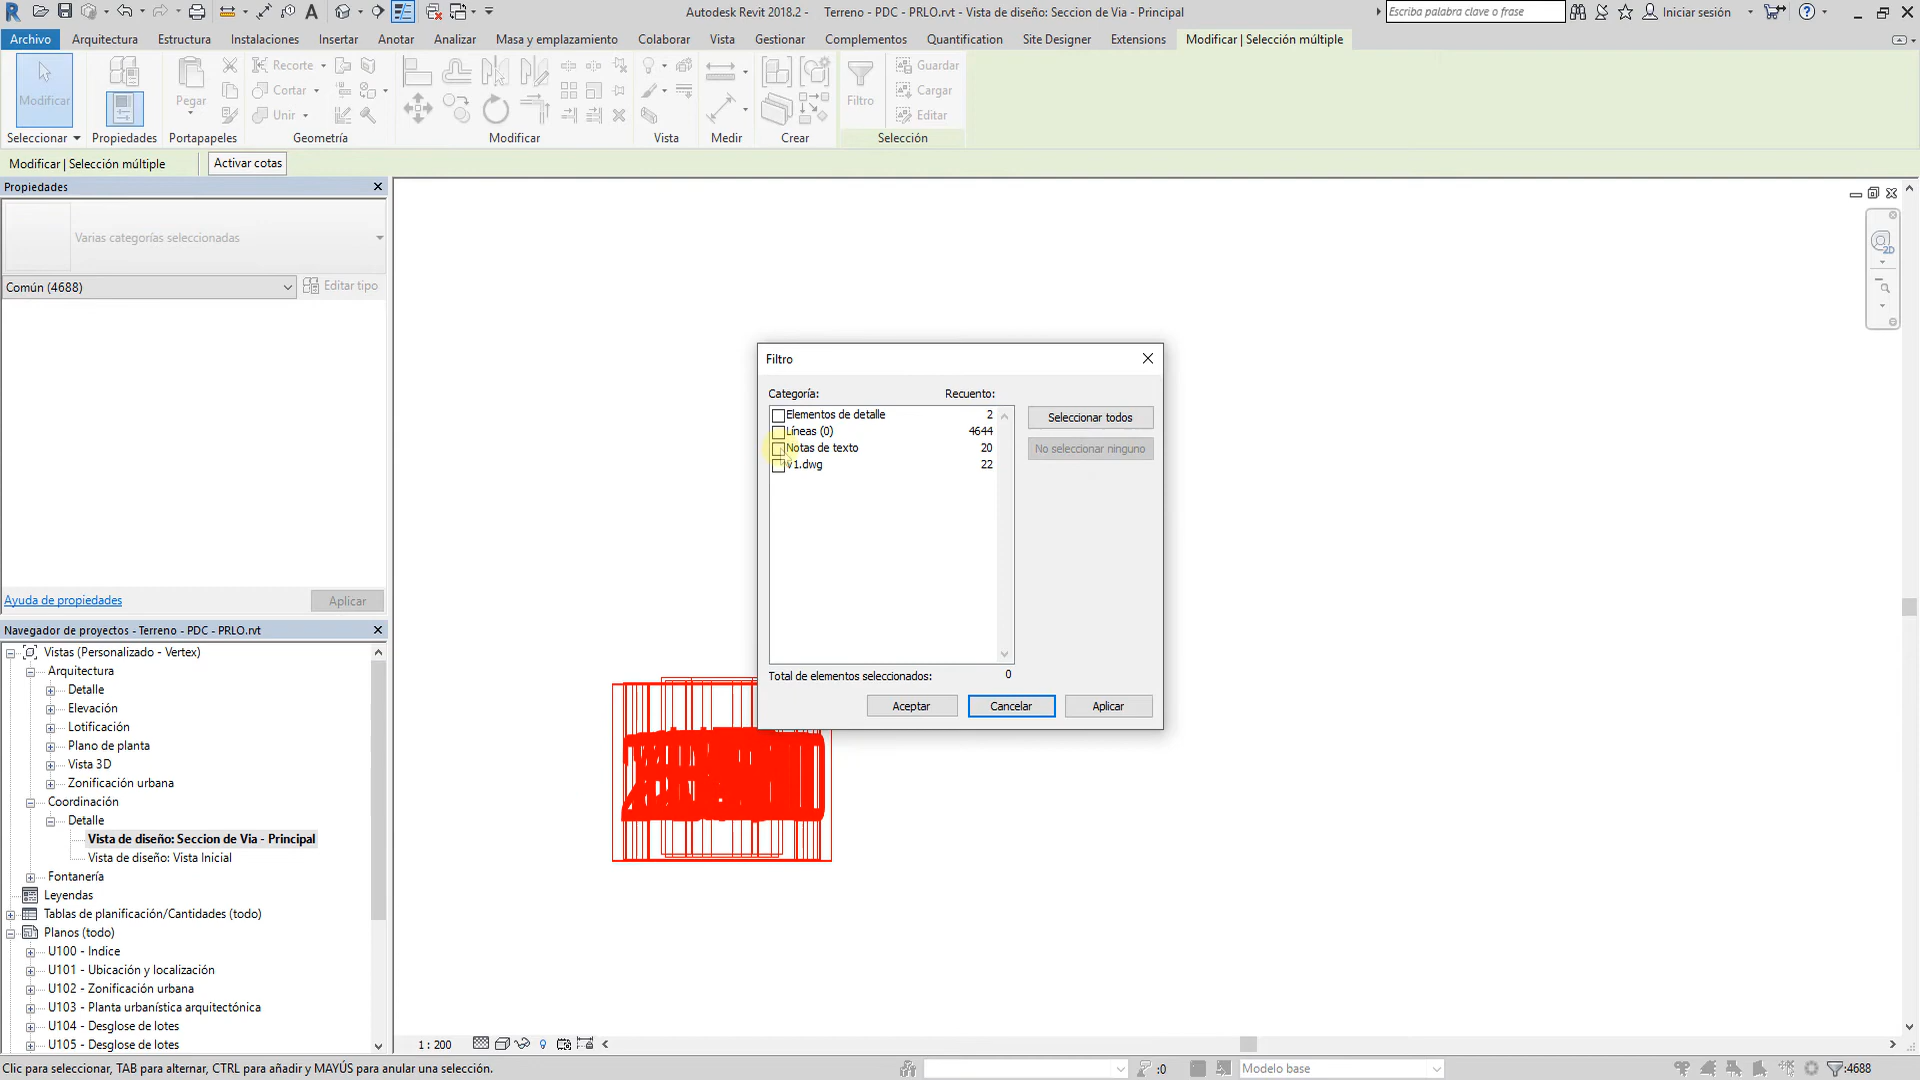 Autodesk Revit 2018.2 - Terreno - PDC - PRLO.rvt - Vista de diseño: Seccion de Via - Principal
Escriba palabra clave o frase
Iniciar sesión
Archivo Arquitectura Estructura Instalaciones Insertar Anotar Analizar Masa y emplazamiento Colaborar Vista Gestionar Complementos Quantification Site Designer Extensions Modificar | Selección múltiple
Modificar
Pegar
Recorte
Cortar
Unir
Filtro
Guardar
Cargar
Editar
Seleccionar Propiedades Portapapeles Geometría Modificar Vista Medir Crear Selección
Modificar | Selección múltiple Activar cotas
Propiedades
Varias categorías seleccionadas
Común (4688) Editar tipo
Ayuda de propiedades Aplicar
Navegador de proyectos - Terreno - PDC - PRLO.rvt
Vistas (Personalizado - Vertex)
Arquitectura
Detalle
Elevación
Lotificación
Plano de planta
Vista 3D
Zonificación urbana
Coordinación
Detalle
Vista de diseño: Seccion de Via - Principal
Vista de diseño: Vista Inicial
Fontanería
Leyendas
Tablas de planificación/Cantidades (todo)
Planos (todo)
U100 - Indice
U101 - Ubicación y localización
U102 - Zonificación urbana
U103 - Planta urbanística arquitectónica
U104 - Desglose de lotes
U105 - Desglose de lotes
2D
Filtro
Categoría: Recuento:
Elementos de detalle 2
Líneas (0) 4644
Notas de texto 20
V1.dwg 22
Seleccionar todos
No seleccionar ninguno
Total de elementos seleccionados: 0
Aceptar Cancelar Aplicar
1 : 200
Clic para seleccionar, TAB para alternar, CTRL para añadir y MAYÚS para anular una selección.
:0
Modelo base
:4688